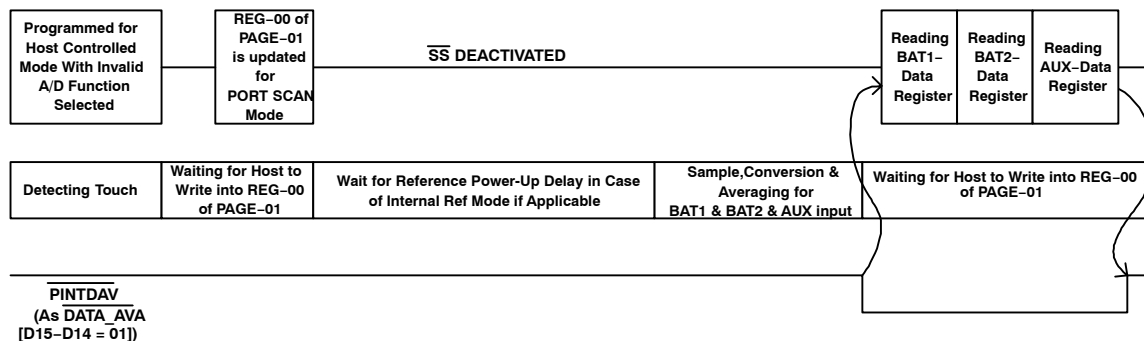 Programmed for
Host Controlled
Mode With Invalid
A/D Function
Selected
REG−00 of
PAGE−01
is updated
for
PORT SCAN
Mode
SS DEACTIVATED
Reading
BAT1−
Data
Register
Reading
BAT2−
Data
Register
Reading
AUX−Data
Register
Detecting Touch
Waiting for Host to
Write into REG−00
of PAGE−01
Wait for Reference Power-Up Delay in Case
of Internal Ref Mode if Applicable
Sample,Conversion &
Averaging for
BAT1 & BAT2 & AUX input
Waiting for Host to Write into REG−00
of PAGE−01
PINTDAV
(As DATA_AVA
[D15−D14 = 01])